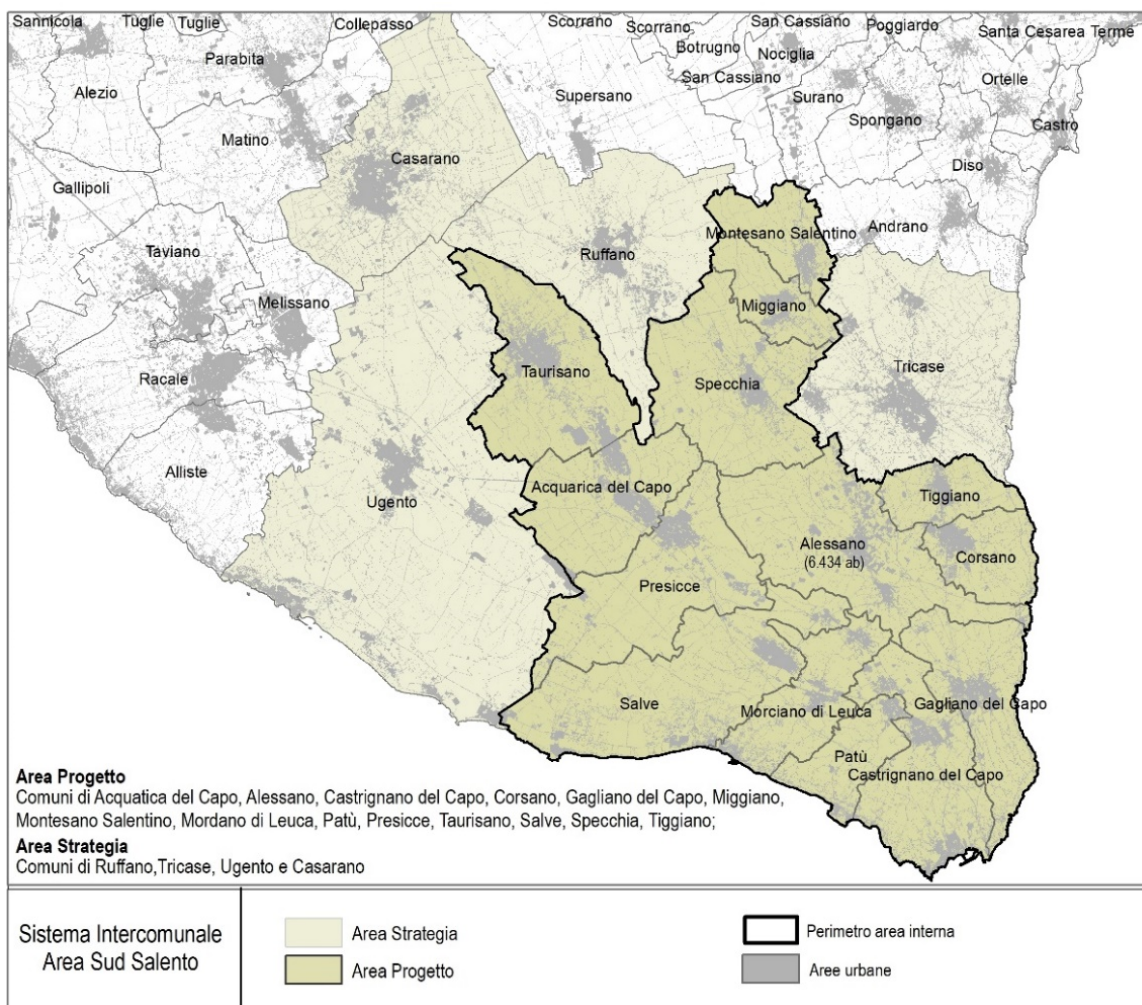 Sannicola
Tuglie
Tuglie
Collepasso
Scorrano
Scorrano
San Cassiano
Poggiardo
Santa Cesarea Terme
Parabita
Botrugno
Nociglia
Alezio
San Cassiano
Ortelle
Supersano
Surano
Matino
Spongano
Castro
Casarano
Diso
Gallipoli
Andrano
Taviano
Ruffano
Montesano Salentino
Melissano
Miggiano
Racale
Taurisano
Specchia
Tricase
Alliste
Ugento
Acquarica del Capo
Tiggiano
Alessano
(6.434 ab)
Corsano
Presicce
Salve
Morciano di Leuca
Gagliano del Capo
Patù
Castrignano del Capo
Area Progetto
Comuni di Acquatica del Capo, Alessano, Castrignano del Capo, Corsano, Gagliano del Capo, Miggiano,
Montesano Salentino, Mordano di Leuca, Patù, Presicce, Taurisano, Salve, Specchia, Tiggiano;
Area Strategia
Comuni di Ruffano,Tricase, Ugento e Casarano
Sistema Intercomunale
Area Sud Salento
Area Strategia
Area Progetto
Perimetro area interna
Aree urbane